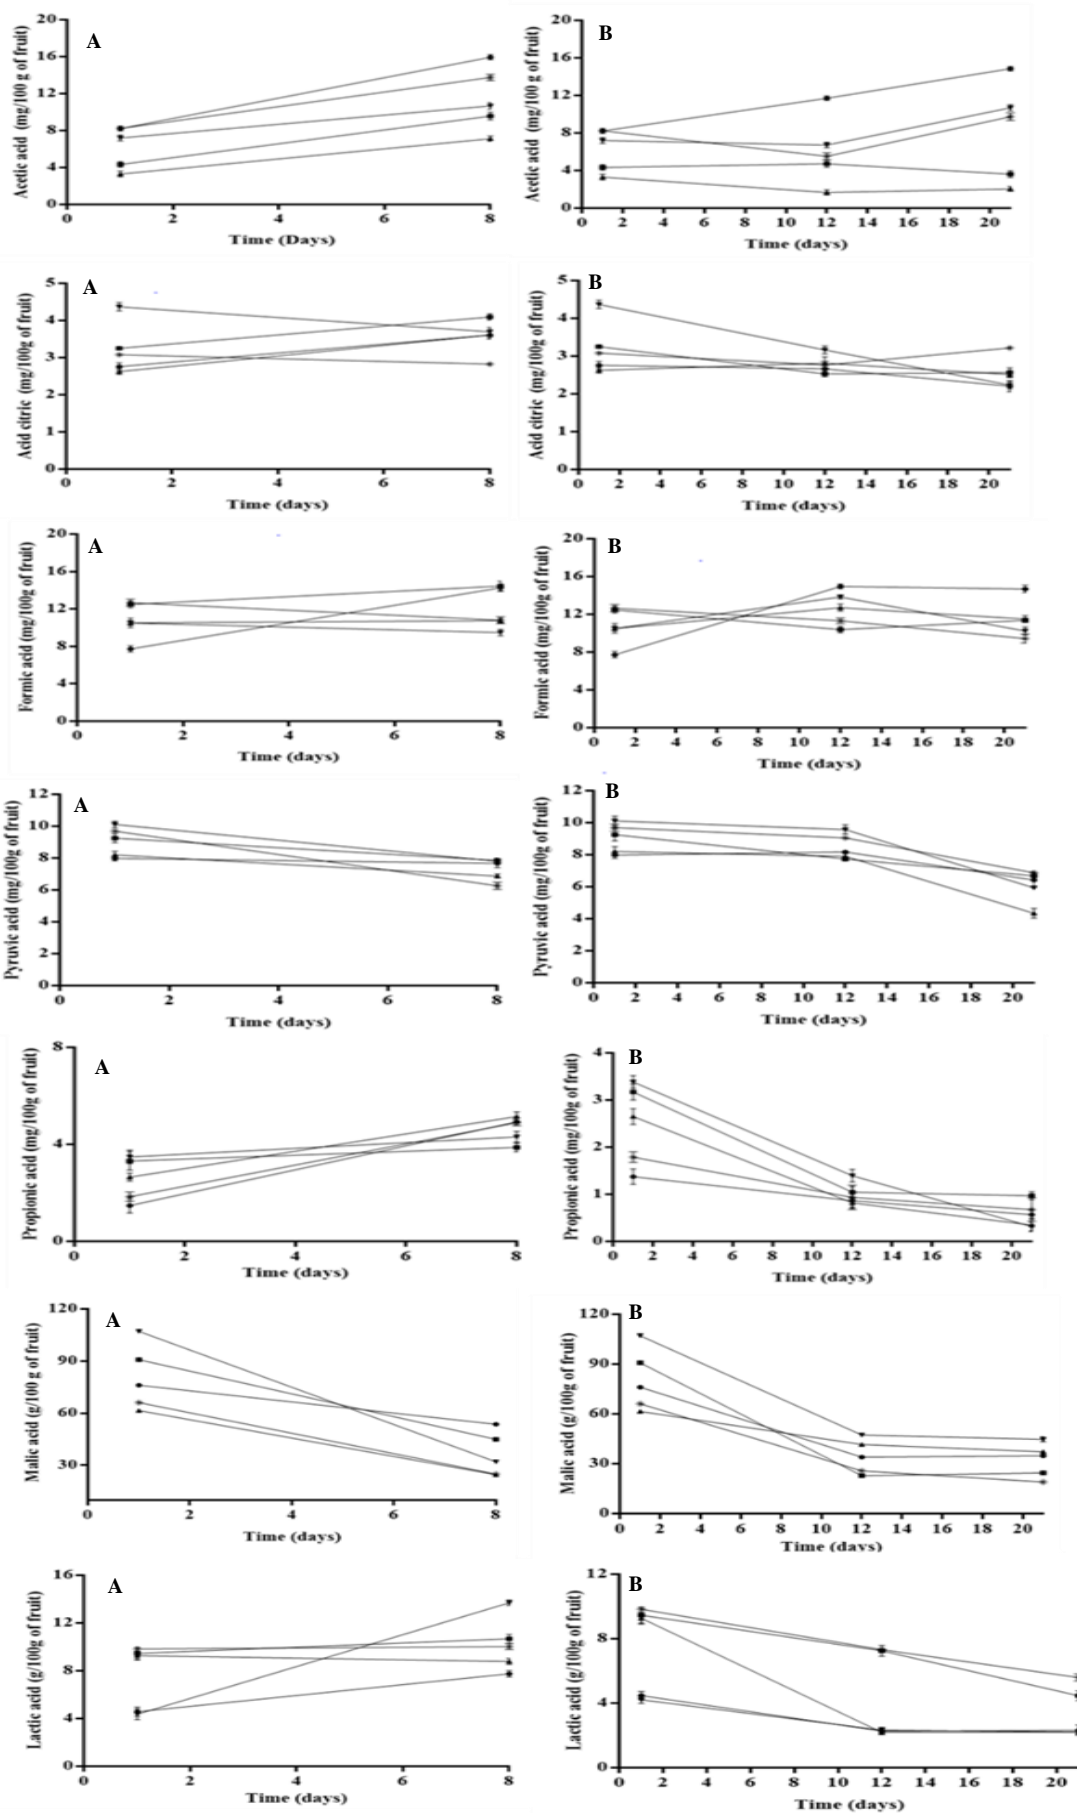 20
16
12
8
4
0
A
Acetic acid (mg/100 g of fruit)
0 2 4 6 8
Time (Days)
20
16
12
8
4
0
B
Acetic acid (mg/100 g of fruit)
0 2 4 6 8 10 12 14 16 18 20
Time (days)
5
4
3
2
1
0
A
Acid citric (mg/100g of fruit)
0 2 4 6 8
Time (days)
5
4
3
2
1
0
B
Acid citric (mg/100g of fruit)
0 2 4 6 8 10 12 14 16 18 20
Time (days)
20
16
12
8
4
0
A
Formic acid (mg/100g of fruit)
0 2 4 6 8
Time (days)
20
16
12
8
4
0
B
Formic acid (mg/100g of fruit)
0 2 4 6 8 10 12 14 16 18 20
Time (days)
12
10
8
6
4
2
0
A
Pyruvic acid (mg/100g of fruit)
0 2 4 6 8
Time (days)
12
10
8
6
4
2
0
B
Pyruvic acid (mg/100g of fruit)
0 2 4 6 8 10 12 14 16 18 20
Time (days)
8
4
0
A
Propionic acid (mg/100g of fruit)
0 2 4 6 8
Time (days)
4
3
2
1
0
B
Propionic acid (mg/100g of fruit)
0 2 4 6 8 10 12 14 16 18 20
Time (days)
120
90
60
30
A
Malic acid (g/100 g of fruit)
0 2 4 6 8
Time (days)
120
90
60
30
0
B
Malic acid (g/100g of fruit)
0 2 4 6 8 10 12 14 16 18 20
Time (days)
16
12
8
4
0
A
Lactic acid (g/100g of fruit)
0 2 4 6 8
Time (days)
12
8
4
0
B
Lactic acid (g/100g of fruit)
0 2 4 6 8 10 12 14 16 18 20
Time (days)